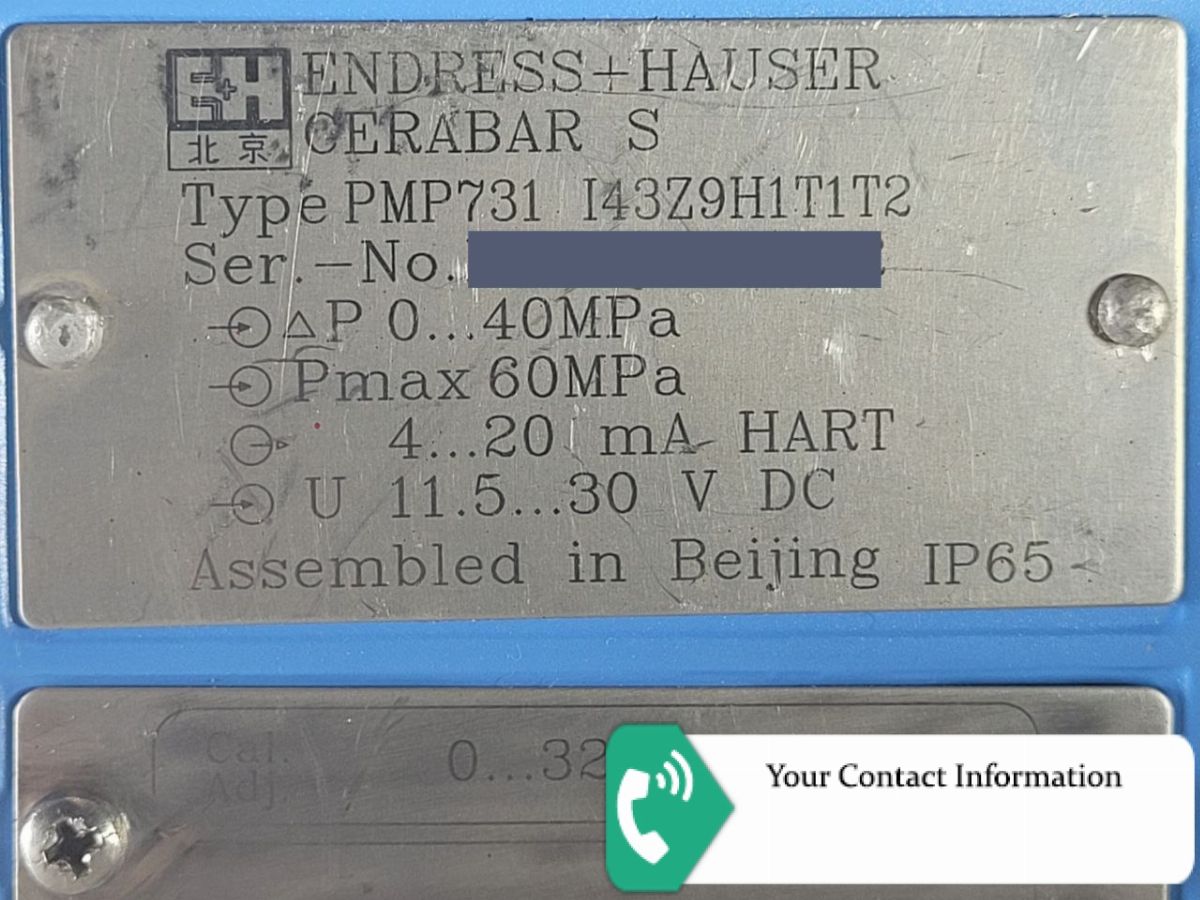 E+H
北京
ENDRESS+HAUSER
CERABAR S
Type PMP731 I43Z9H1T1T2
Ser.-No.
△P 0...40MPa
Pmax 60MPa
4...20 mA HART
U 11.5...30 V DC
Assembled in Beijing IP65
Cal. 0...32
Adj.
Your Contact Information